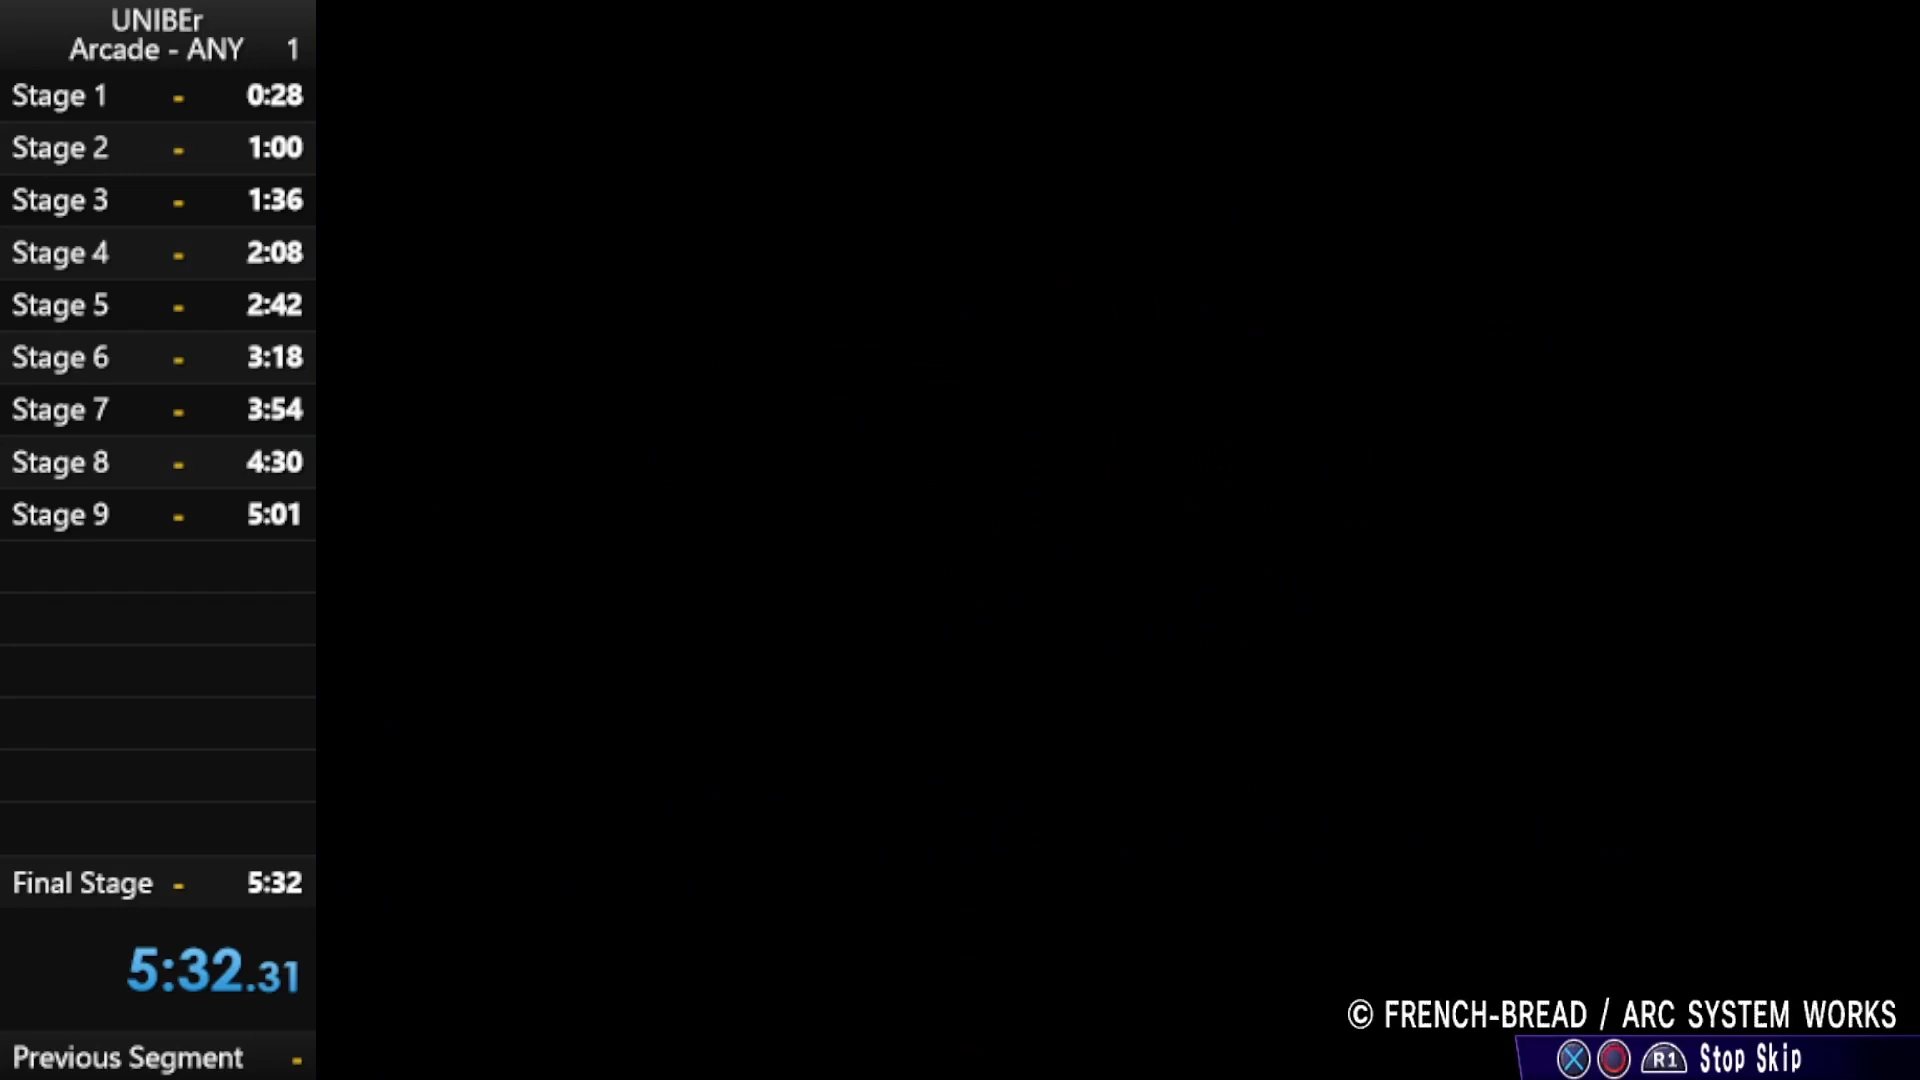 UNIBEr
Arcade - ANY 1
Stage 1 - 0:28
Stage 2 - 1:00
Stage 3 - 1:36
Stage 4 - 2:08
Stage 5 - 2:42
Stage 6 - 3:18
Stage 7 - 3:54
Stage 8 - 4:30
Stage 9 - 5:01
Final Stage - 5:32
5:32.31
Previous Segment -
© FRENCH-BREAD / ARC SYSTEM WORKS
R1 Stop Skip